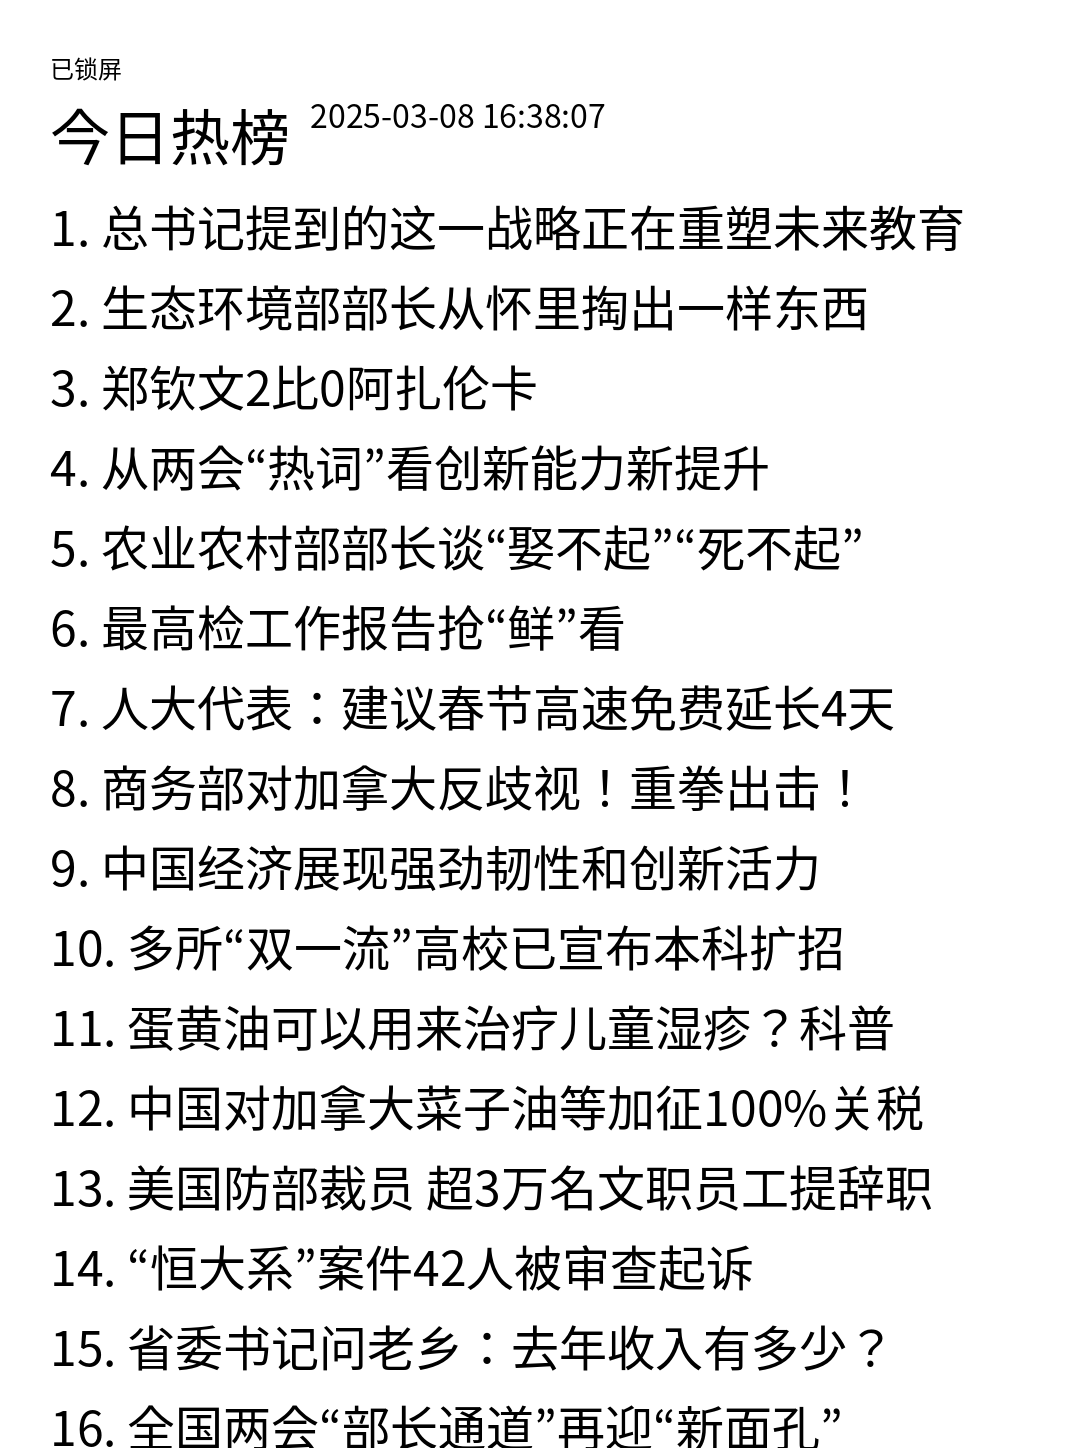 已锁屏
今日热榜 2025-03-08 16:38:07
1. 总书记提到的这一战略正在重塑未来教育
2. 生态环境部部长从怀里掏出一样东西
3. 郑钦文2比0阿扎伦卡
4. 从两会“热词”看创新能力新提升
5. 农业农村部部长谈“娶不起”“死不起”
6. 最高检工作报告抢“鲜”看
7. 人大代表：建议春节高速免费延长4天
8. 商务部对加拿大反歧视！重拳出击！
9. 中国经济展现强劲韧性和创新活力
10. 多所“双一流”高校已宣布本科扩招
11. 蛋黄油可以用来治疗儿童湿疹？科普
12. 中国对加拿大菜子油等加征100%关税
13. 美国防部裁员 超3万名文职员工提辞职
14. “恒大系”案件42人被审查起诉
15. 省委书记问老乡：去年收入有多少？
16. 全国两会“部长通道”再迎“新面孔”